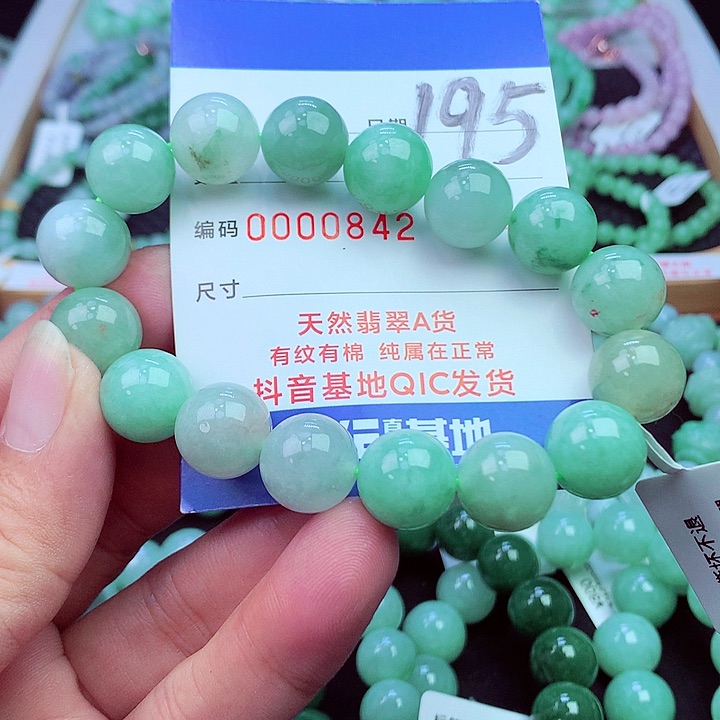 日期 195
编码 0000842
尺寸
天然翡翠A货
有纹有棉 纯属在正常
抖音基地QIC发货
直基地